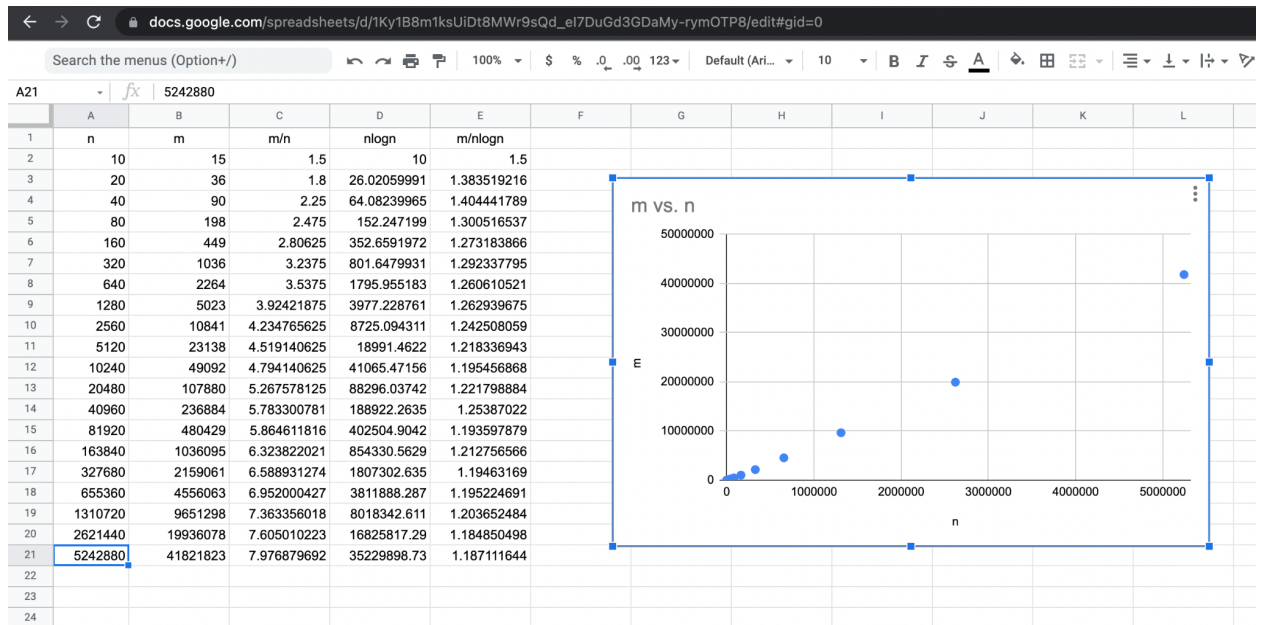 docs.google.com/spreadsheets/d/1Ky1B8m1ksUiDt8MWr9sQd_eI7DuGd3GDaMy-rymOTP8/edit#gid=0
Search the menus (Option+/) 100% $ % .0 .00 123 Default (Ari... 10 B I S A
A21 fx 5242880
A B C D E F G H I J K L
1 n m m/n nlogn m/nlogn
2 10 15 1.5 10 1.5
3 20 36 1.8 26.02059991 1.383519216
4 40 90 2.25 64.08239965 1.404441789
5 80 198 2.475 152.247199 1.300516537
6 160 449 2.80625 352.6591972 1.273183866
7 320 1036 3.2375 801.6479931 1.292337795
8 640 2264 3.5375 1795.955183 1.260610521
9 1280 5023 3.92421875 3977.228761 1.262939675
10 2560 10841 4.234765625 8725.094311 1.242508059
11 5120 23138 4.519140625 18991.4622 1.218336943
12 10240 49092 4.794140625 41065.47156 1.195456868
13 20480 107880 5.267578125 88296.03742 1.221798884
14 40960 236884 5.783300781 188922.2635 1.25387022
15 81920 480429 5.864611816 402504.9042 1.193597879
16 163840 1036095 6.323822021 854330.5629 1.212756566
17 327680 2159061 6.588931274 1807302.635 1.19463169
18 655360 4556063 6.952000427 3811888.287 1.195224691
19 1310720 9651298 7.363356018 8018342.611 1.203652484
20 2621440 19936078 7.605010223 16825817.29 1.184850498
21 5242880 41821823 7.976879692 35229898.73 1.187111644
22
23
24
m vs. n
50000000
40000000
30000000
m
20000000
10000000
0
0 1000000 2000000 3000000 4000000 5000000
n